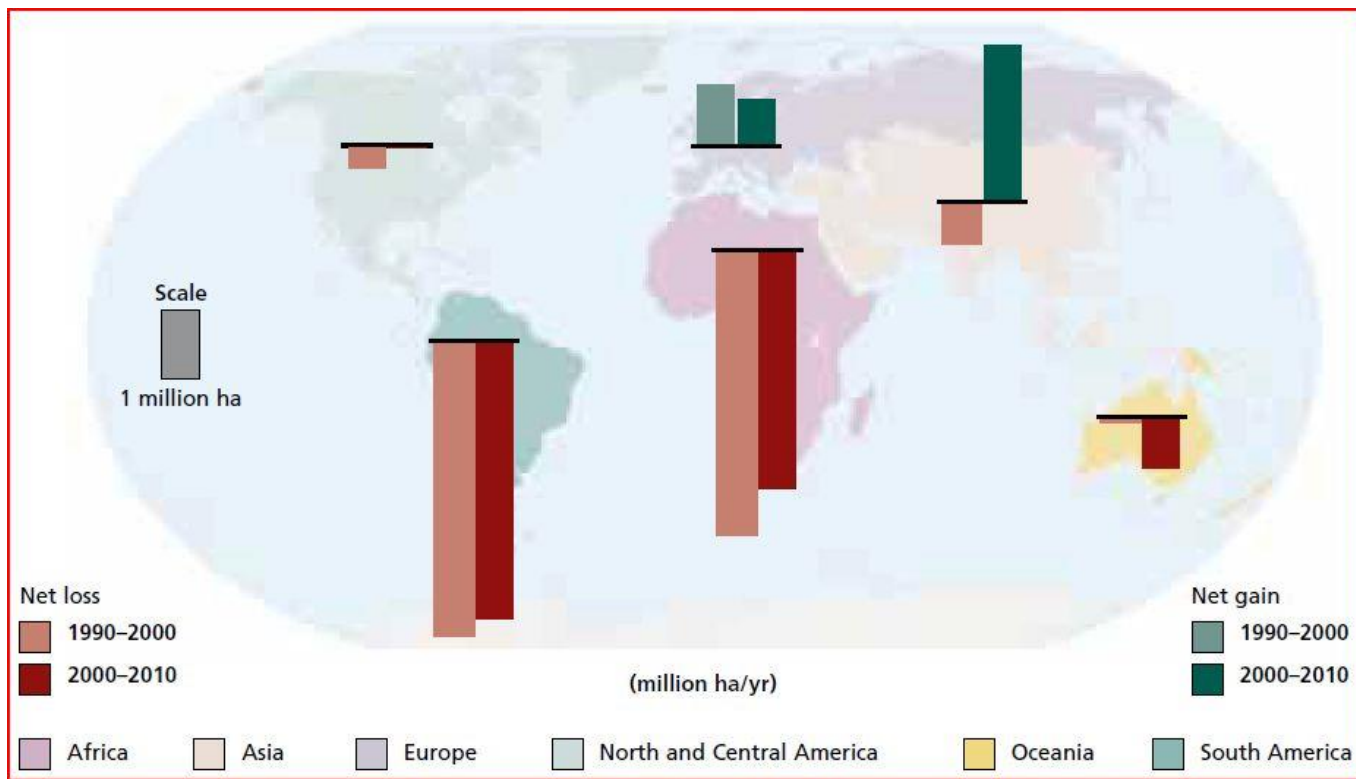 Scale
1 million ha
Net loss
1990–2000
2000–2010
(million ha/yr)
Net gain
1990–2000
2000–2010
Africa
Asia
Europe
North and Central America
Oceania
South America